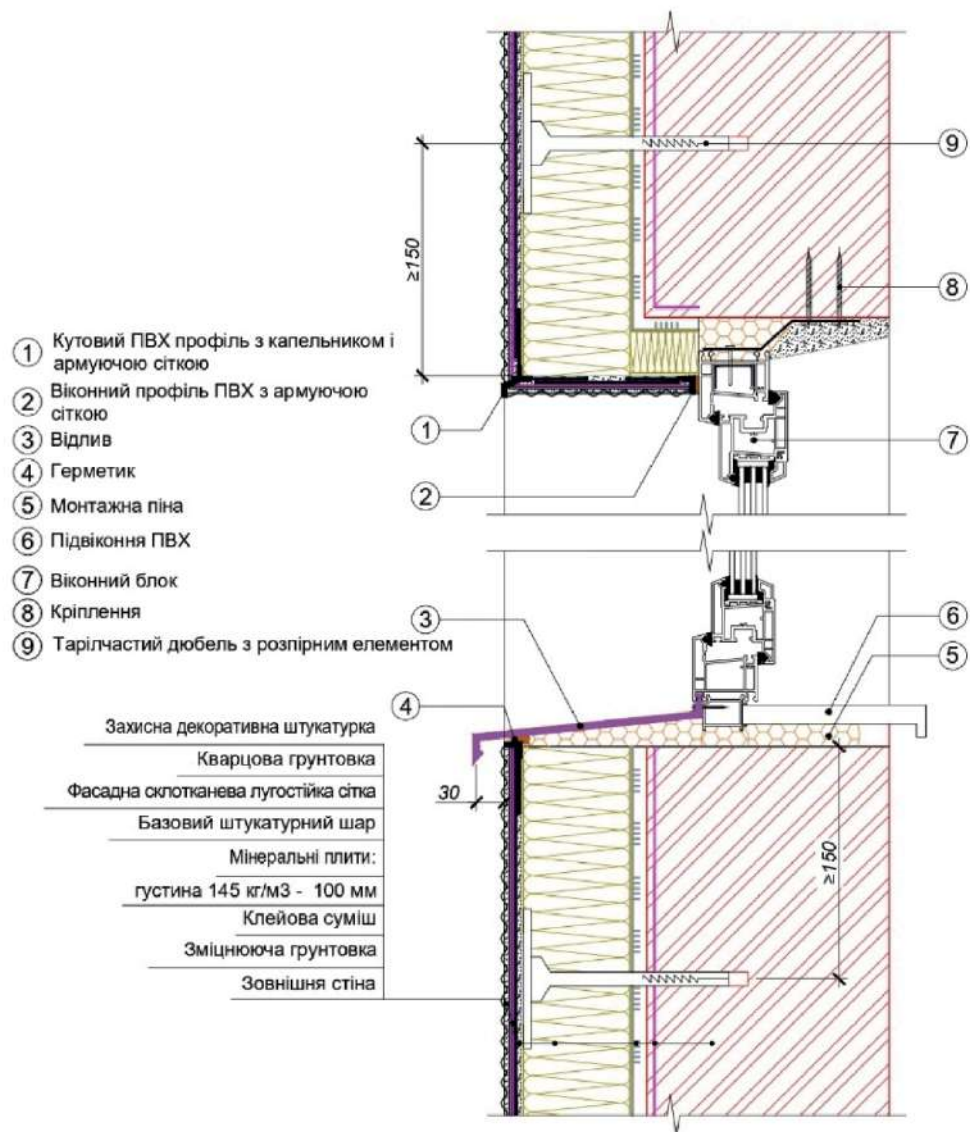 9
≥150
8
1 Кутовий ПВХ профіль з капельником і
армуючою сіткою
2 Віконний профіль ПВХ з армуючою
сіткою
3 Відлив
4 Герметик
5 Монтажна піна
6 Підвіконня ПВХ
7 Віконний блок
8 Кріплення
9 Тарілчастий дюбель з розпірним елементом
1
7
2
3
6
5
4
Захисна декоративна штукатурка
Кварцова грунтовка
Фасадна склотканева лугостійка сітка
Базовий штукатурний шар
Мінеральні плити:
густина 145 кг/м3 - 100 мм
Клейова суміш
Зміцнююча грунтовка
Зовнішня стіна
30
≥150